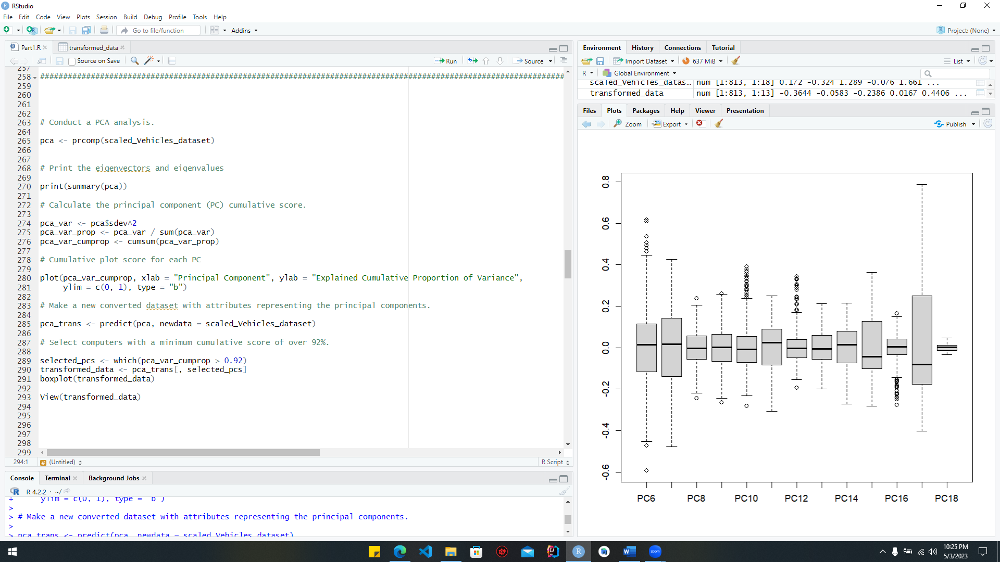 RStudio
File Edit Code View Plots Session Build Debug Profile Tools Help
Go to file/function Addins Project: (None)
Part1.R transformed_data
Source on Save Run Source
257
258 ####################################################################################################################
259
260
261
262
263 # Conduct a PCA analysis.
264
265 pca <- prcomp(scaled_Vehicles_dataset)
266
267
268 # Print the eigenvectors and eigenvalues
269
270 print(summary(pca))
271
272 # Calculate the principal component (PC) cumulative score.
273
274 pca_var <- pca$sdev^2
275 pca_var_prop <- pca_var / sum(pca_var)
276 pca_var_cumprop <- cumsum(pca_var_prop)
277
278 # Cumulative plot score for each PC
279
280 plot(pca_var_cumprop, xlab = "Principal Component", ylab = "Explained Cumulative Proportion of Variance",
281 ylim = c(0, 1), type = "b")
282
283 # Make a new converted dataset with attributes representing the principal components.
284
285 pca_trans <- predict(pca, newdata = scaled_Vehicles_dataset)
286
287 # Select computers with a minimum cumulative score of over 92%.
288
289 selected_pcs <- which(pca_var_cumprop > 0.92)
290 transformed_data <- pca_trans[, selected_pcs]
291 boxplot(transformed_data)
292
293 View(transformed_data)
294
295
296
297
298
299
294:1 # (Untitled) R Script
Console Terminal Background Jobs
R 4.2.2 · ~/
+ ylim = c(0, 1), type = "b")
>
> # Make a new converted dataset with attributes representing the principal components.
>
> pca_trans <- predict(pca, newdata = scaled_Vehicles_dataset)
Environment History Connections Tutorial
Import Dataset 637 MiB List
R Global Environment
scaled_Vehicles_datas… num [1:813, 1:18] 0.172 -0.324 1.289 -0.076 1.661 ...
transformed_data num [1:813, 1:13] -0.3644 -0.0583 -0.2386 0.0167 0.4406 ...
Files Plots Packages Help Viewer Presentation
Zoom Export Publish
0.8
0.6
0.4
0.2
0.0
-0.2
-0.4
-0.6
PC6 PC8 PC10 PC12 PC14 PC16 PC18
zoom
10:25 PM
5/3/2023